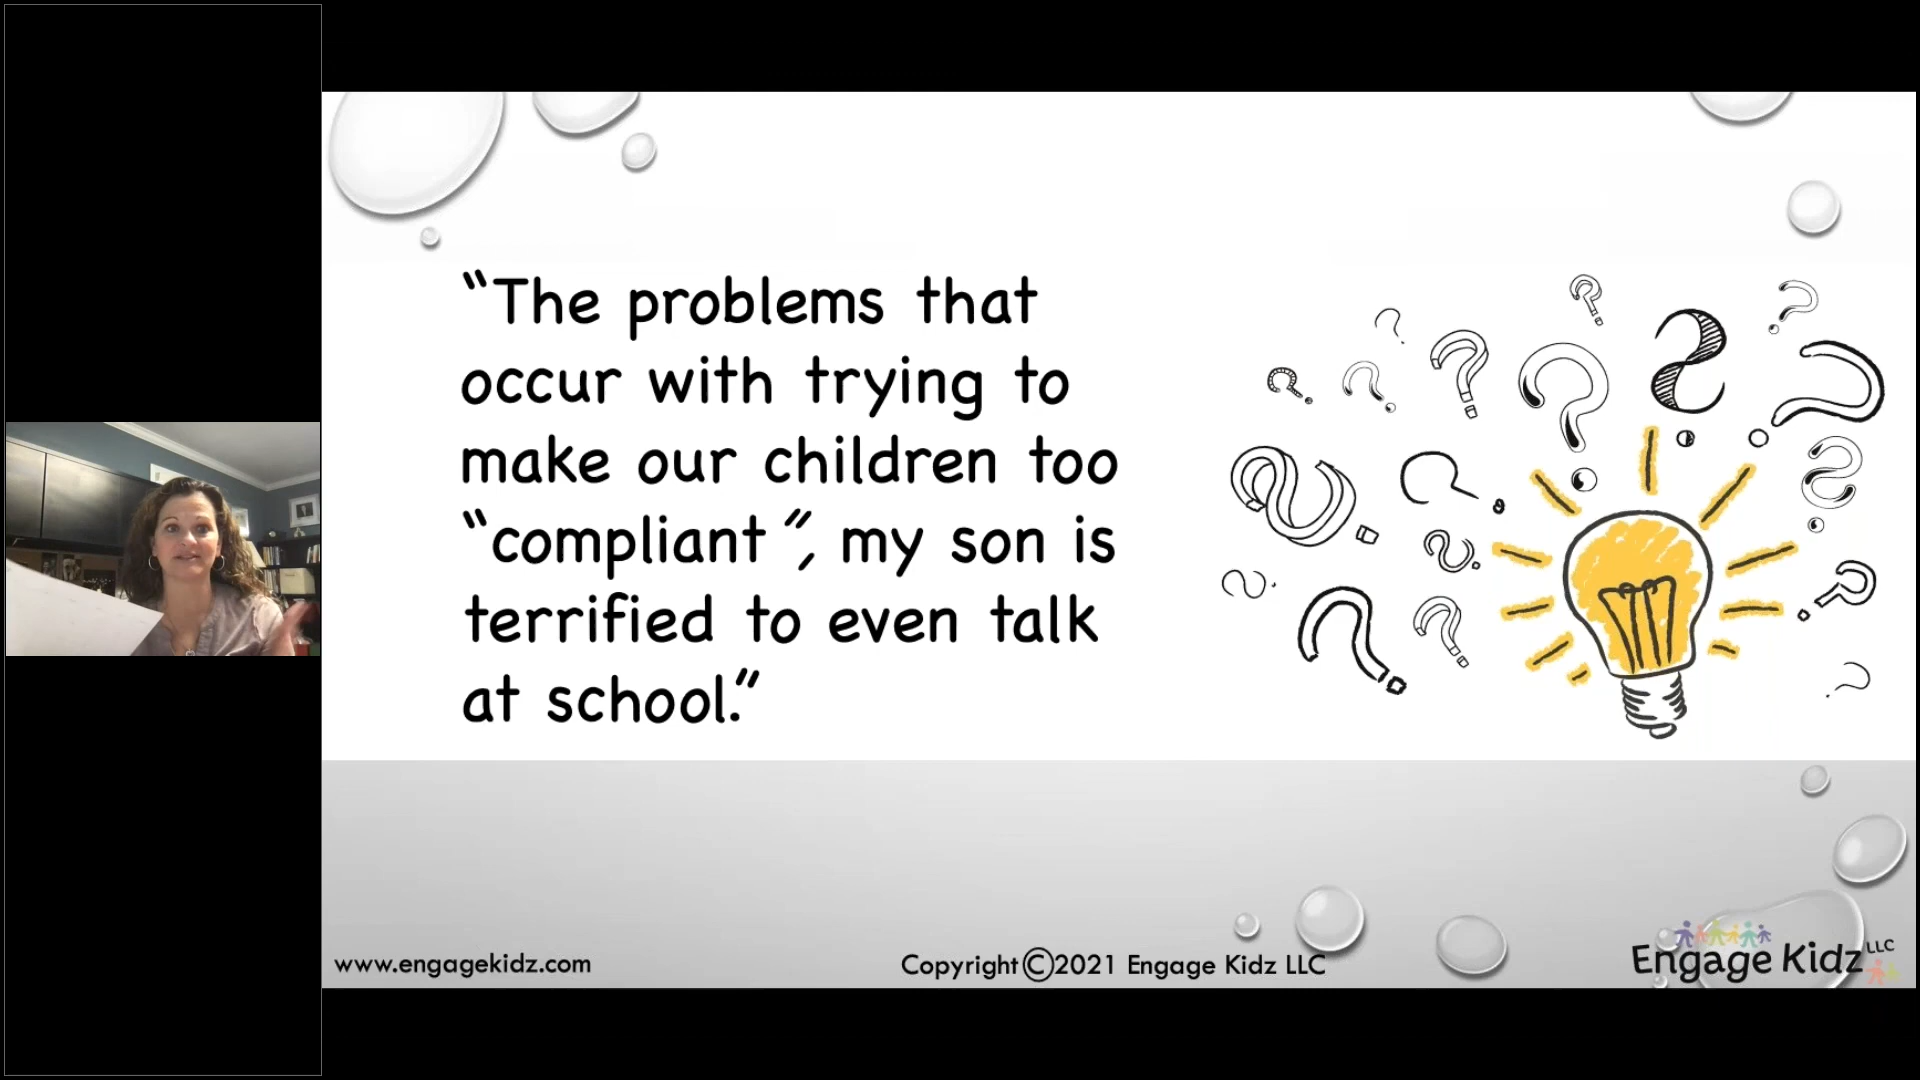 “The problems that
occur with trying to
make our children too
“compliant”, my son is
terrified to even talk
at school.”
www.engagekidz.com
Copyright©2021 Engage Kidz LLC
Engage Kidz LLC